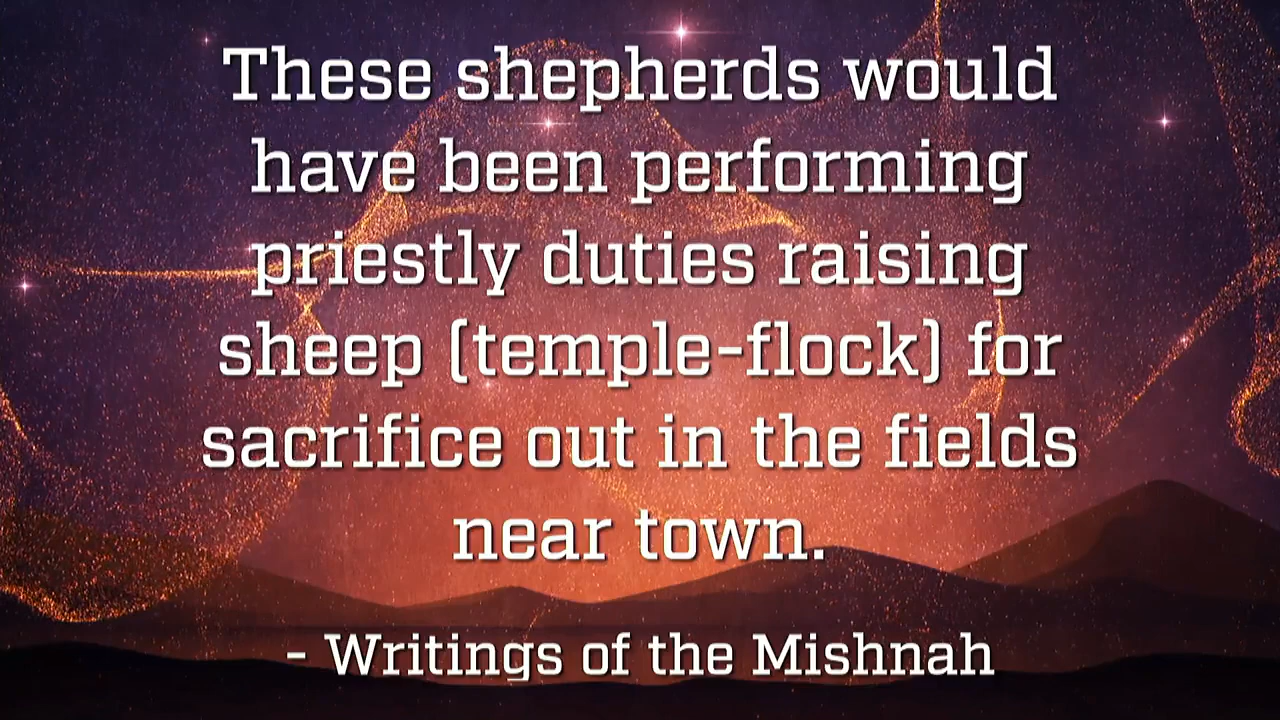 These shepherds would
have been performing
priestly duties raising
sheep (temple-flock) for
sacrifice out in the fields
near town.
- Writings of the Mishnah